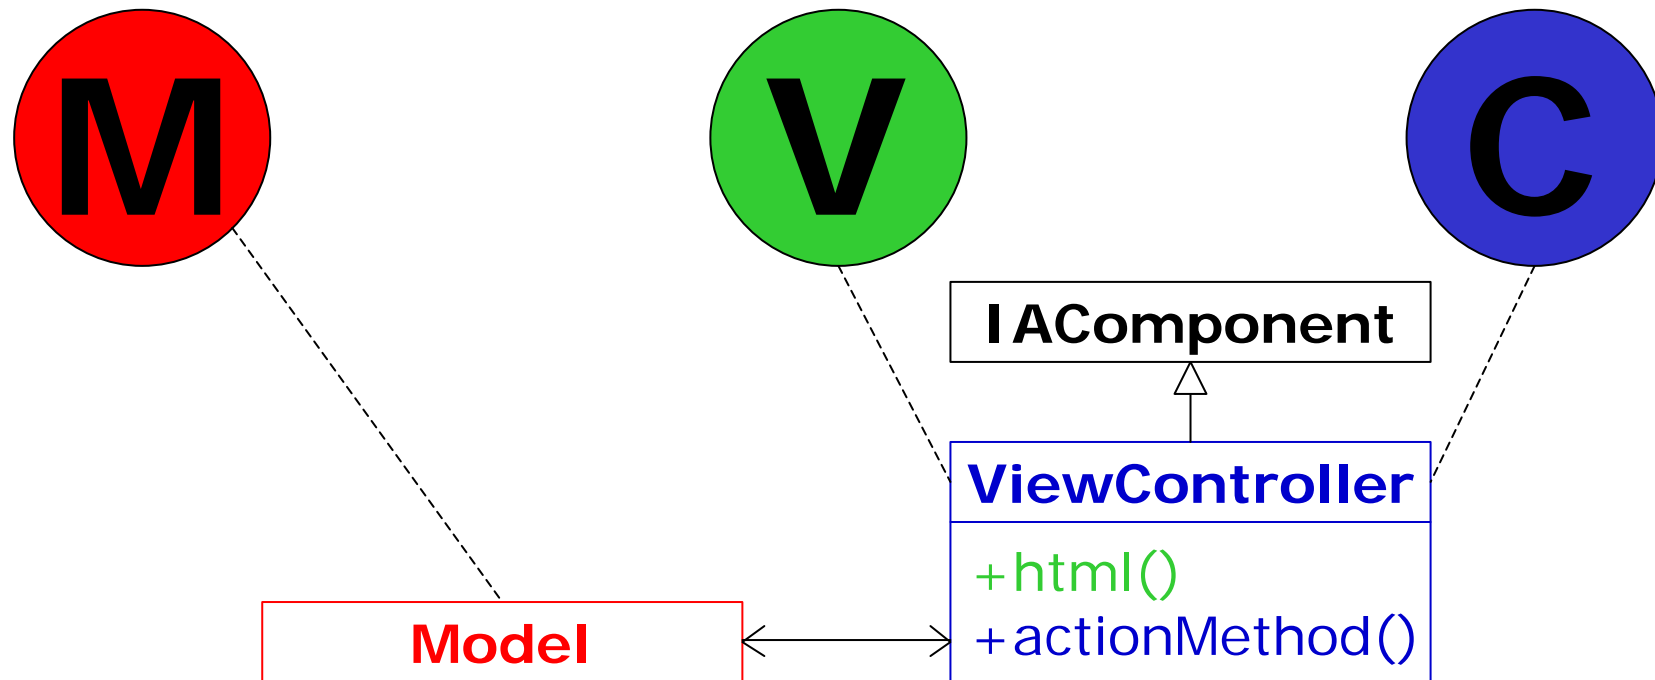 M
V
C
IAComponent
ViewController
+html()
+actionMethod()
Model